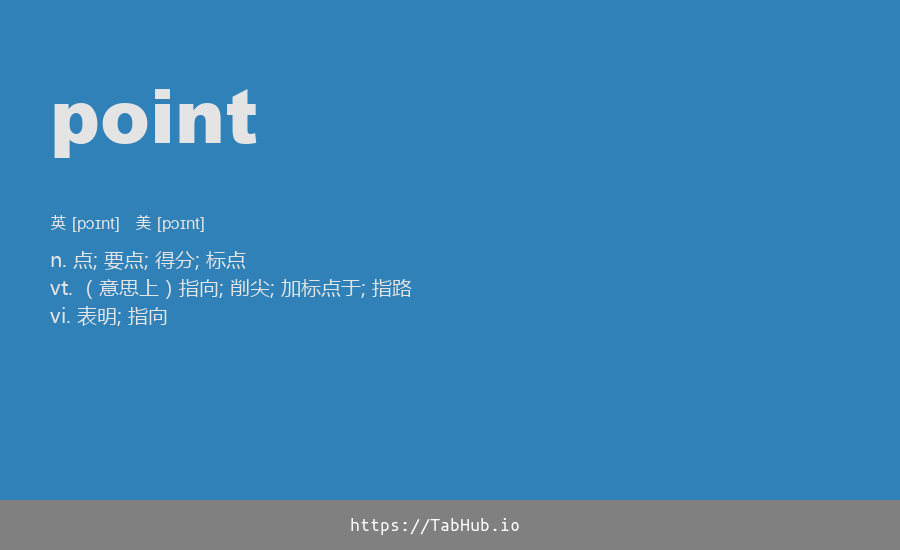 point
英 [pɔɪnt]   美 [pɔɪnt]
n. 点; 要点; 得分; 标点
vt. （意思上）指向; 削尖; 加标点于; 指路
vi. 表明; 指向
https://TabHub.io